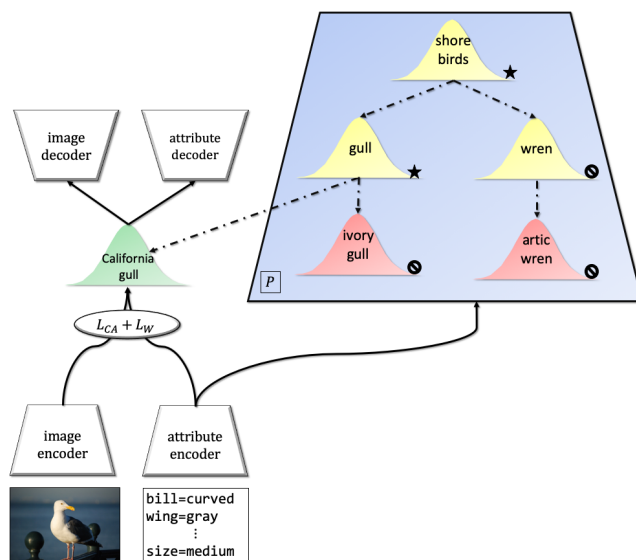 shore
birds
image
decoder
attribute
decoder
gull
wren
California
gull
ivory
gull
artic
wren
P
L_CA + L_W
image
encoder
attribute
encoder
bill=curved
wing=gray
⋮
size=medium